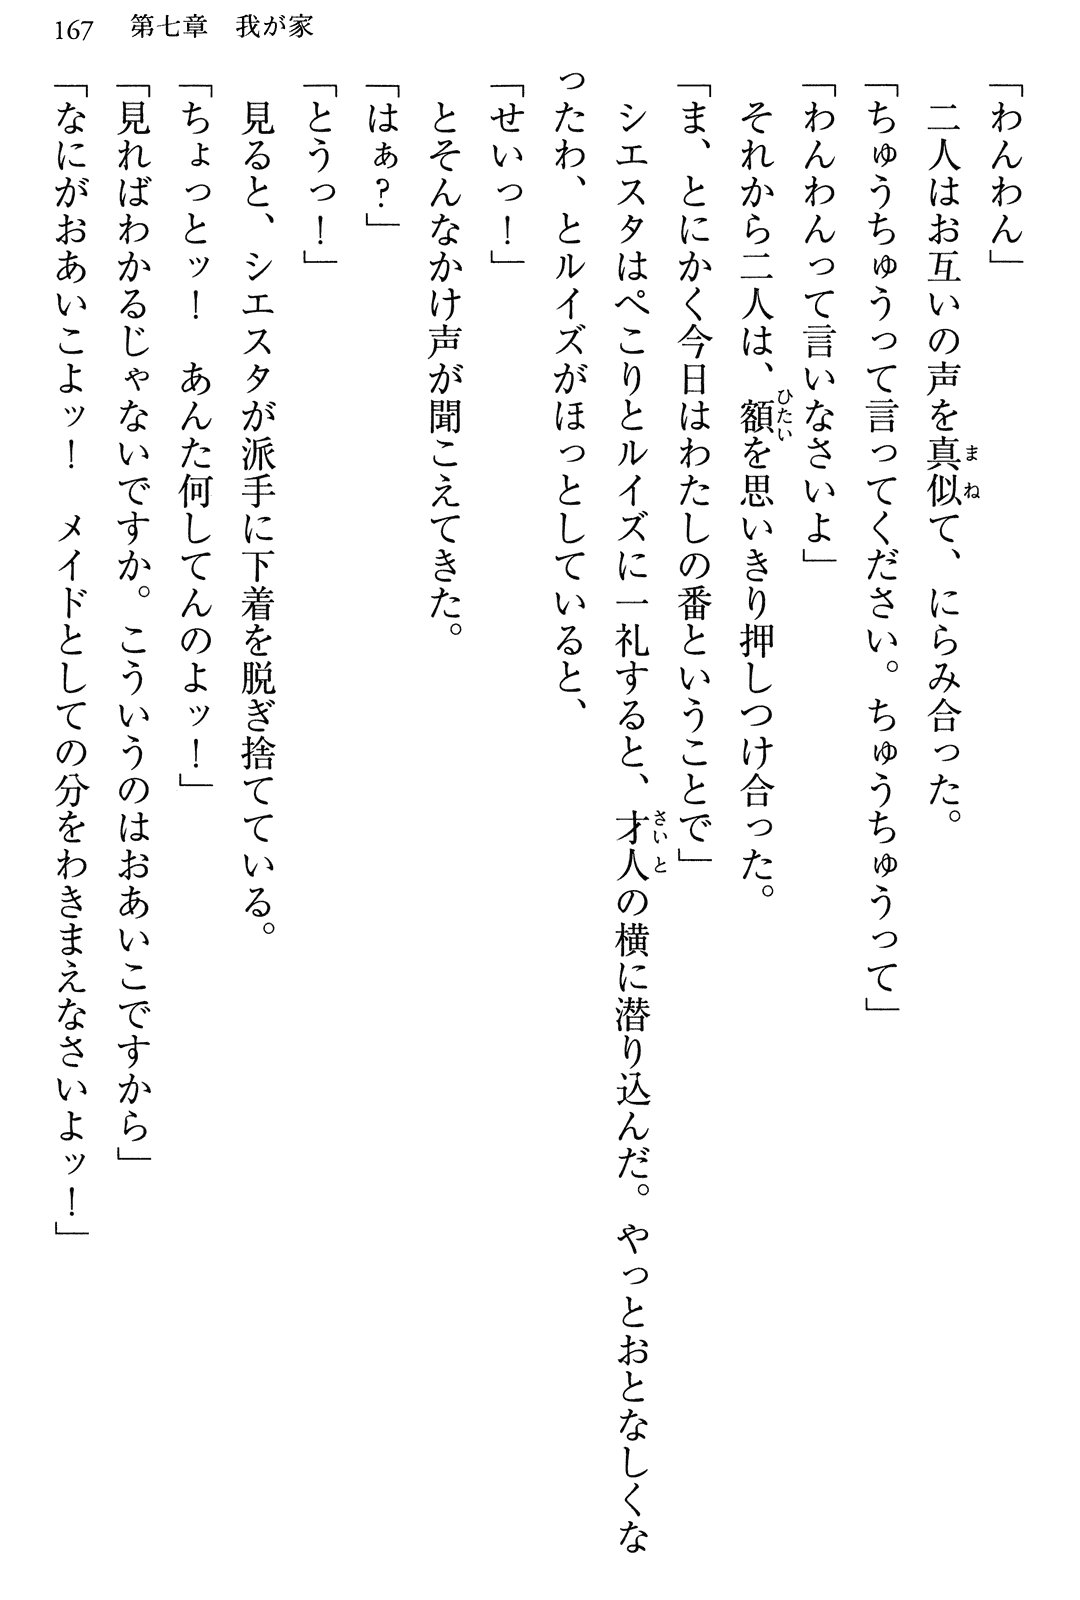 167 第七章 我が家
「わんわん」
二人はお互いの声を真似て、にらみ合った。
「ちゅうちゅうって言ってください。ちゅうちゅうって」
「わんわんって言いなさいよ」
それから二人は、額を思いきり押しつけ合った。
「ま、とにかく今日はわたしの番ということで」
シエスタはぺこりとルイズに一礼すると、才人の横に潜り込んだ。やっとおとなしくな
ったわ、とルイズがほっとしていると、
「せいっ！」
とそんなかけ声が聞こえてきた。
「はぁ？」
「とうっ！」
見ると、シエスタが派手に下着を脱ぎ捨てている。
「ちょっとッ！　あんた何してんのよッ！」
「見ればわかるじゃないですか。こういうのはおあいこですから」
「なにがおあいこよッ！　メイドとしての分をわきまえなさいよッ！」